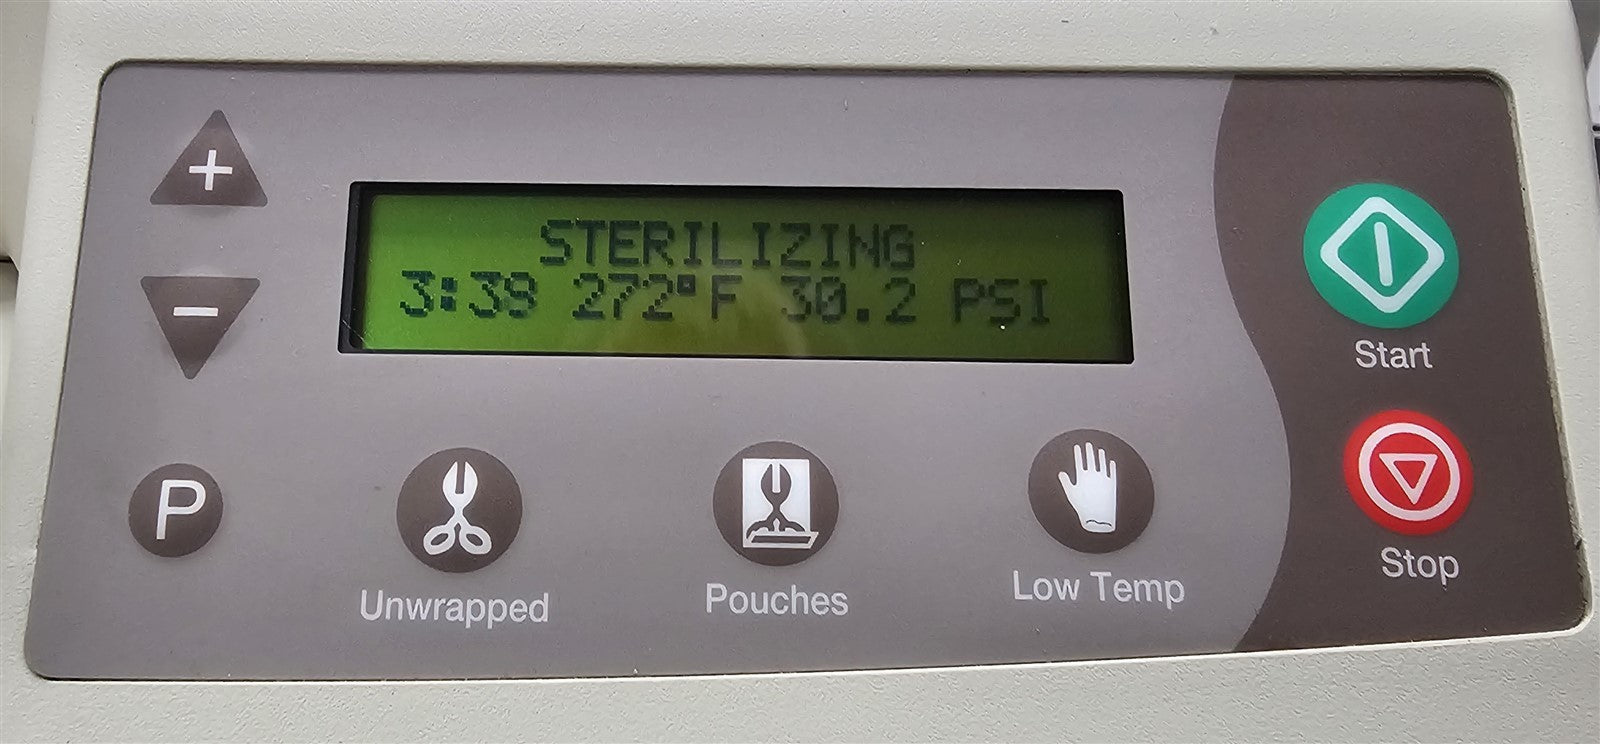 +
STERILIZING
3:39 272°F 30.2 PSI
−
Start
P
Unwrapped
Pouches
Low Temp
Stop